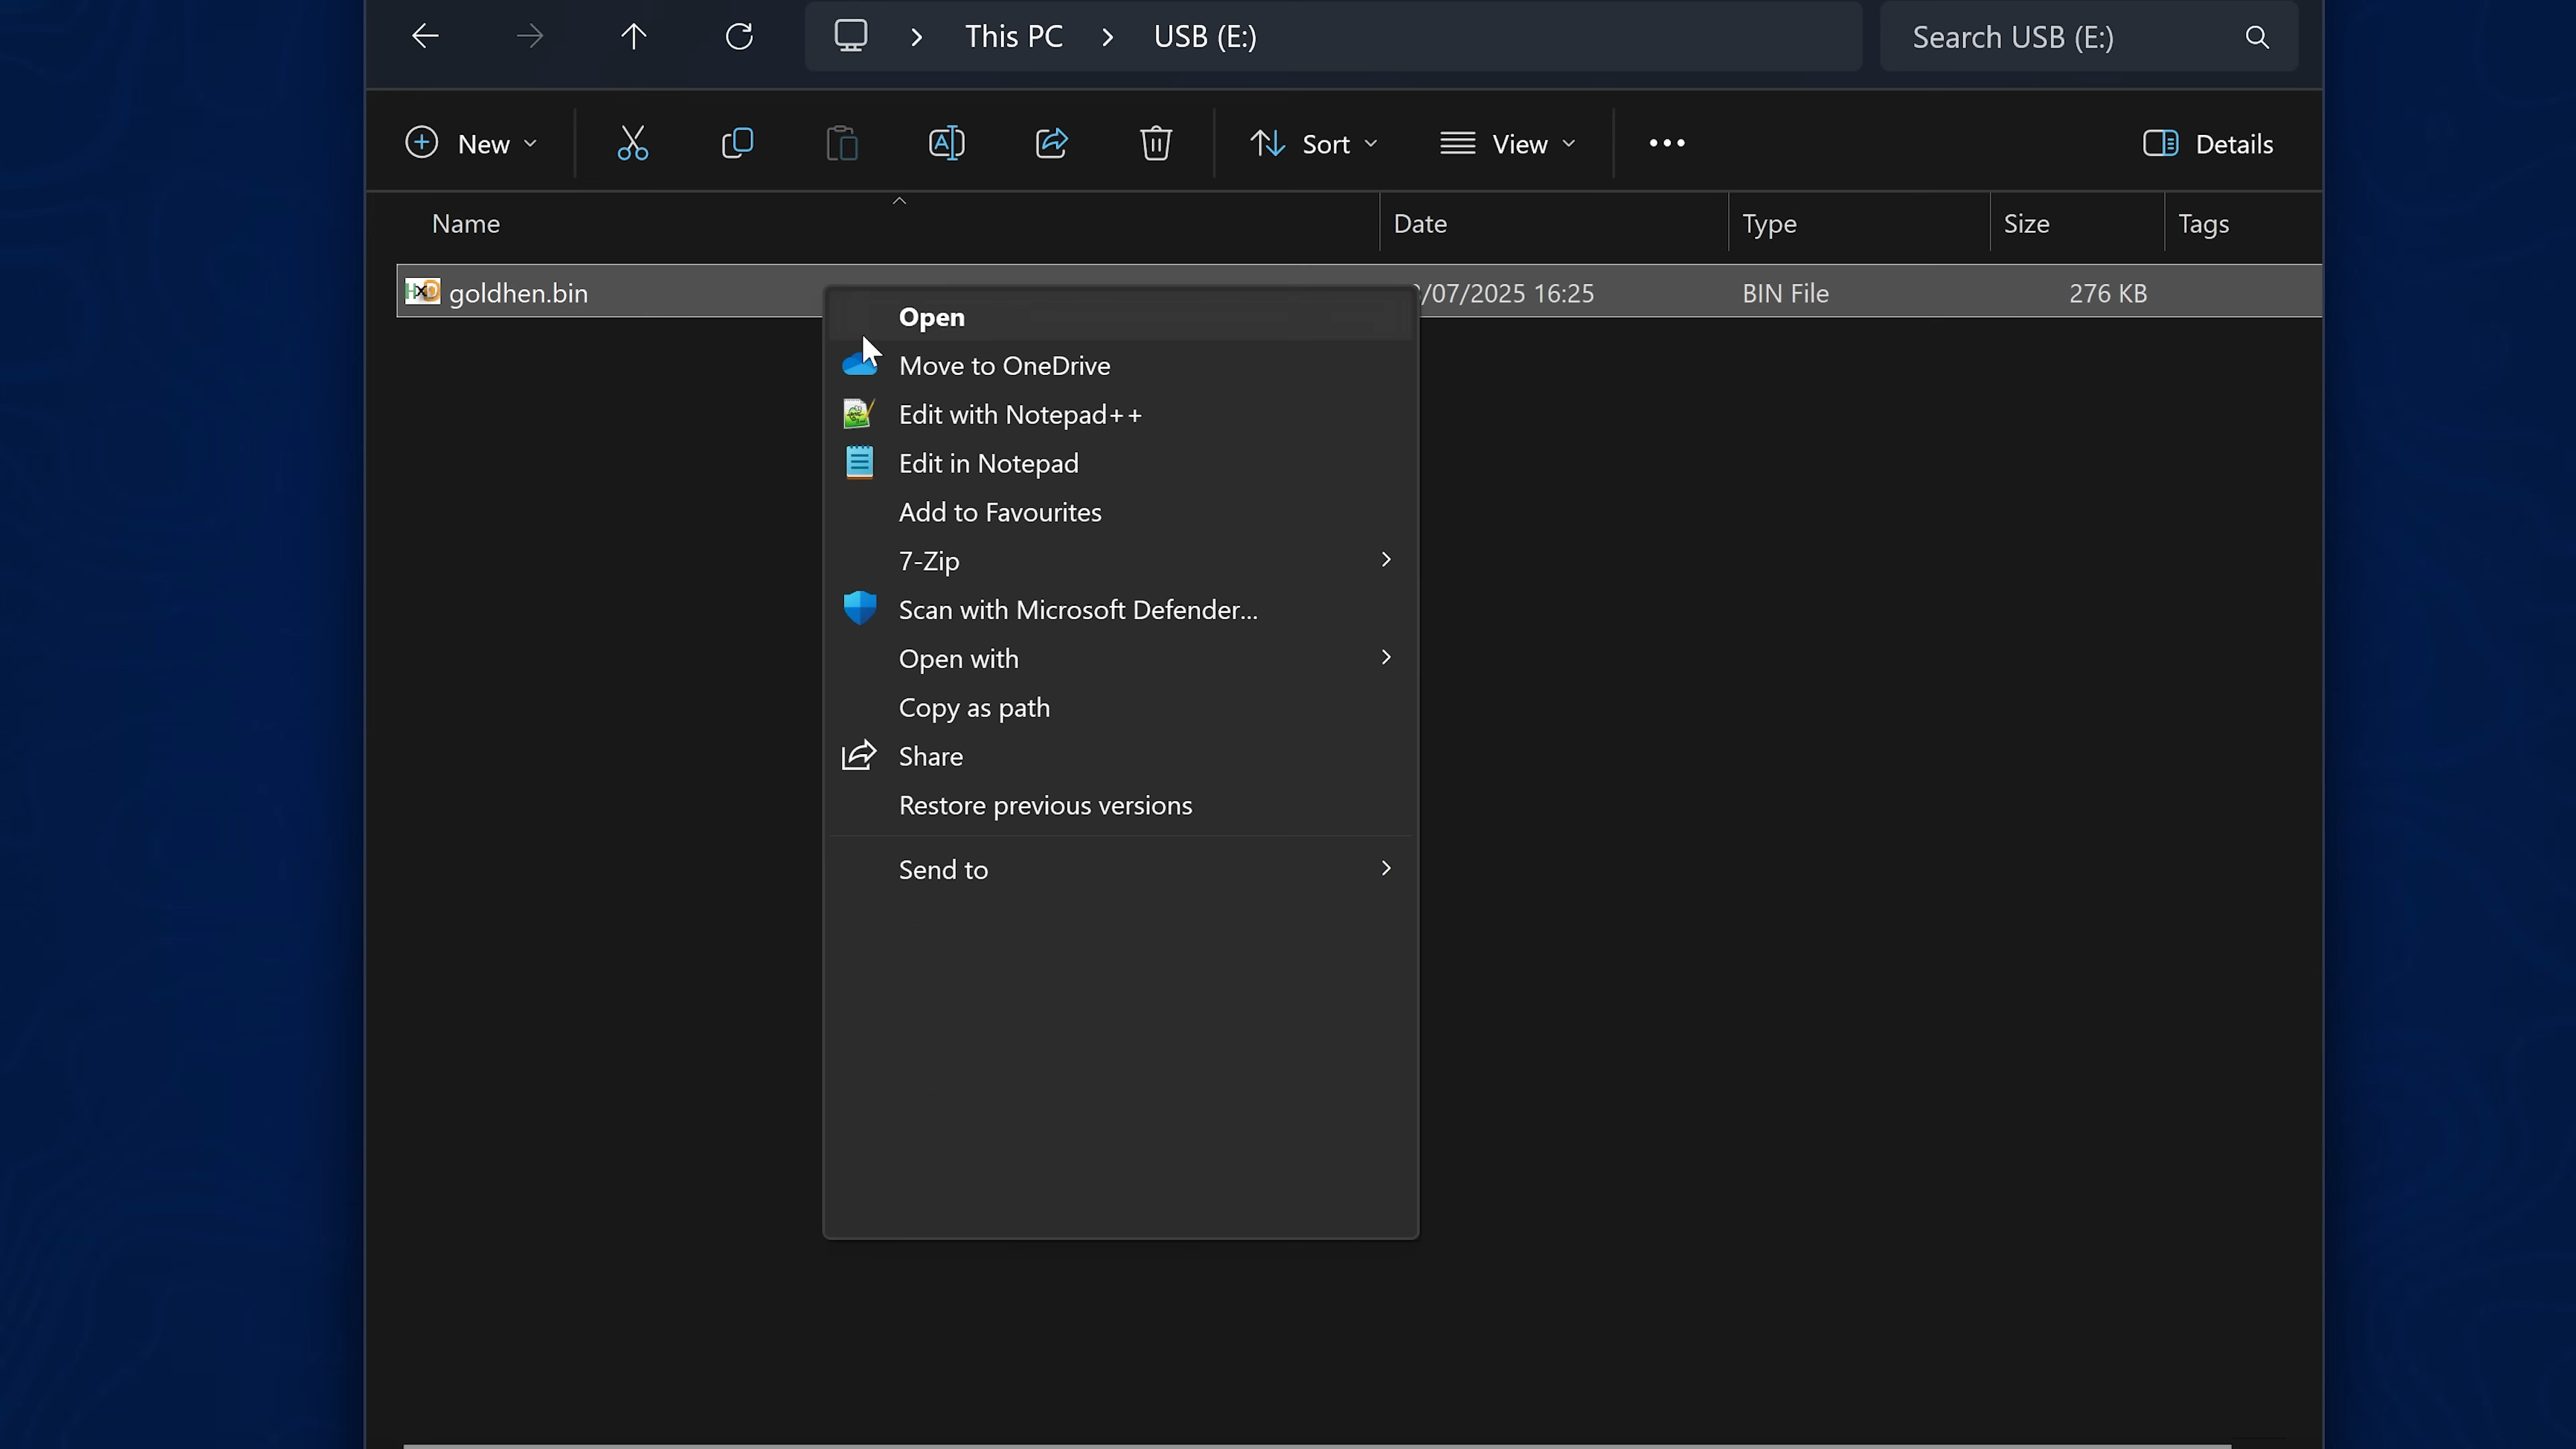 This PC > USB (E:)
Search USB (E:)
New
Sort
View
Details
Name
Date
Type
Size
Tags
HxD goldhen.bin
/07/2025 16:25
BIN File
276 KB
Open
Move to OneDrive
Edit with Notepad++
Edit in Notepad
Add to Favourites
7-Zip
Scan with Microsoft Defender...
Open with
Copy as path
Share
Restore previous versions
Send to